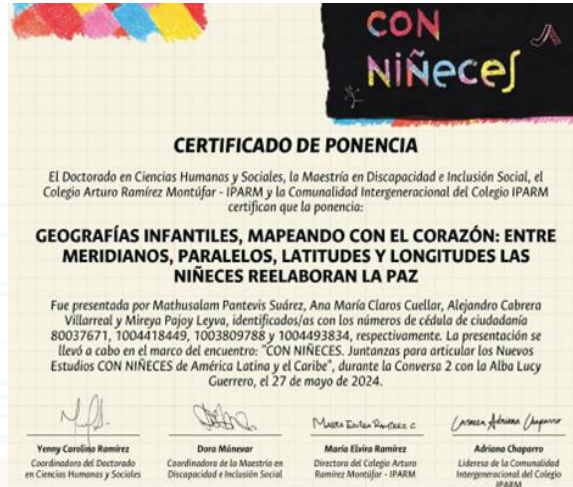 CON
NIÑECES
CERTIFICADO DE PONENCIA
El Doctorado en Ciencias Humanas y Sociales, la Maestría en Discapacidad e Inclusión Social, el
Colegio Arturo Ramírez Montúfar - IPARM y la Comunalidad Intergeneracional del Colegio IPARM
certifican que la ponencia:
GEOGRAFÍAS INFANTILES, MAPEANDO CON EL CORAZÓN: ENTRE
MERIDIANOS, PARALELOS, LATITUDES Y LONGITUDES LAS
NIÑECES REELABORAN LA PAZ
Fue presentada por Mathusalam Pantevis Suárez, Ana María Claros Cuellar, Alejandro Cabrera
Villarreal y Mireya Pajoy Leyva, identificados/as con los números de cédula de ciudadanía
80037671, 1004418449, 1003809788 y 1004493834, respectivamente. La presentación se
llevó a cabo en el marco del encuentro: "CON NIÑECES. Juntanzas para articular los Nuevos
Estudios CON NIÑECES de América Latina y el Caribe", durante la Conversa 2 con la Alba Lucy
Guerrero, el 27 de mayo de 2024.
María Elvira Ramírez C
Carmen Adriana Chaparro
Yenny Carolina Ramírez
Coordinadora del Doctorado
en Ciencias Humanas y Sociales
Dora Múnevar
Coordinadora de la Maestría en
Discapacidad e Inclusión Social
María Elvira Ramírez
Directora del Colegio Arturo
Ramírez Montúfar - IPARM
Adriana Chaparro
Lideresa de la Comunalidad
Intergeneracional del Colegio
IPARM